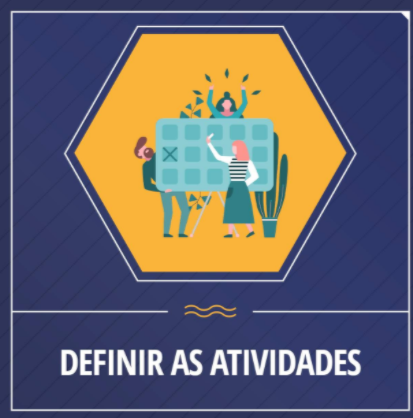 DEFINIR AS ATIVIDADES